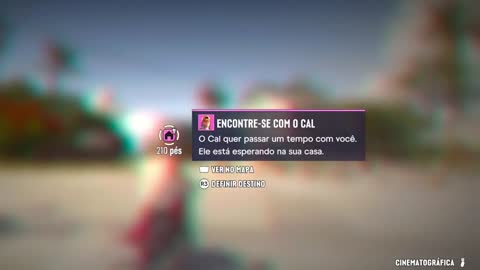 ENCONTRE-SE COM O CAL
O Cal quer passar um tempo com você.
Ele está esperando na sua casa.
210 pés
VER NO MAPA
R3 DEFINIR DESTINO
CINEMATOGRÁFICA